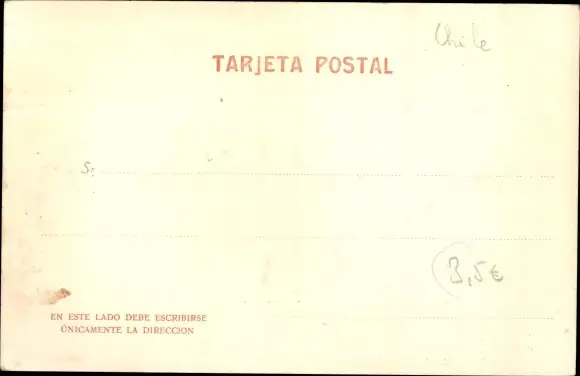 Chile
TARJETA POSTAL
Sr
3,5€
EN ESTE LADO DEBE ESCRIBIRSE
ÚNICAMENTE LA DIRECCION